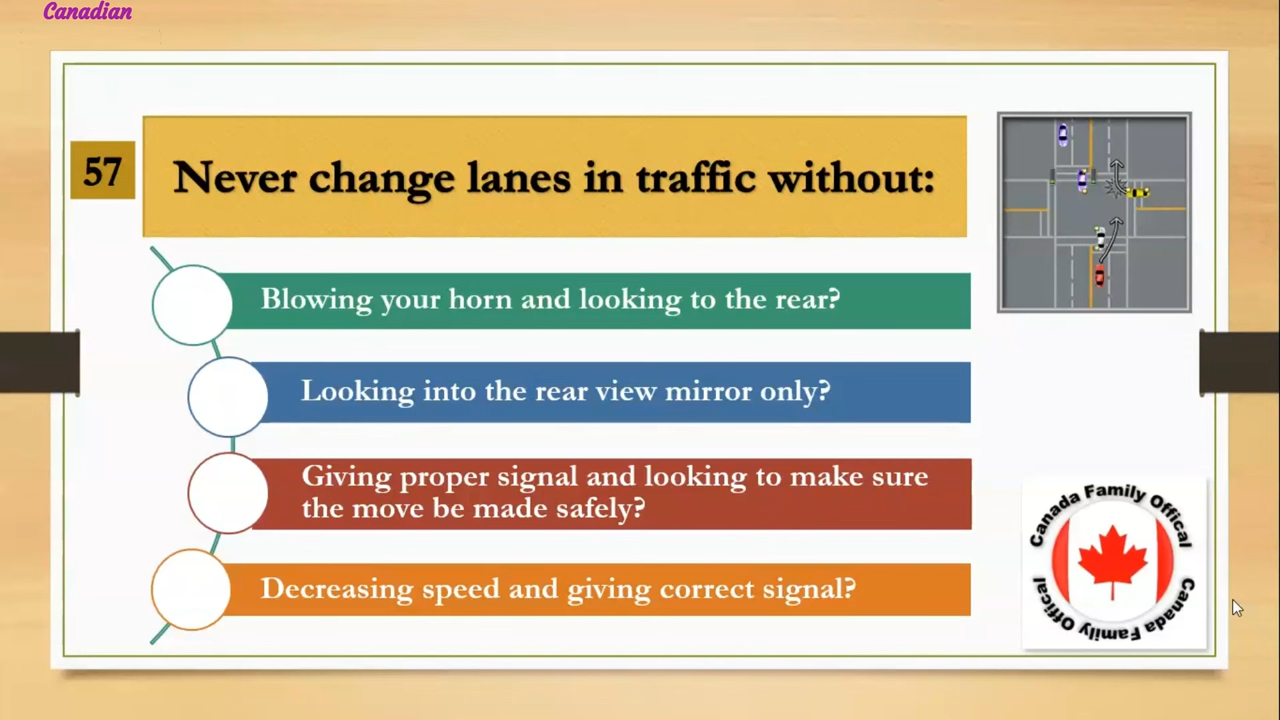 Canadian
57
Never change lanes in traffic without:
Blowing your horn and looking to the rear?
Looking into the rear view mirror only?
Giving proper signal and looking to make sure
the move be made safely?
Decreasing speed and giving correct signal?
Canada Family Offical
Canada Family Offical